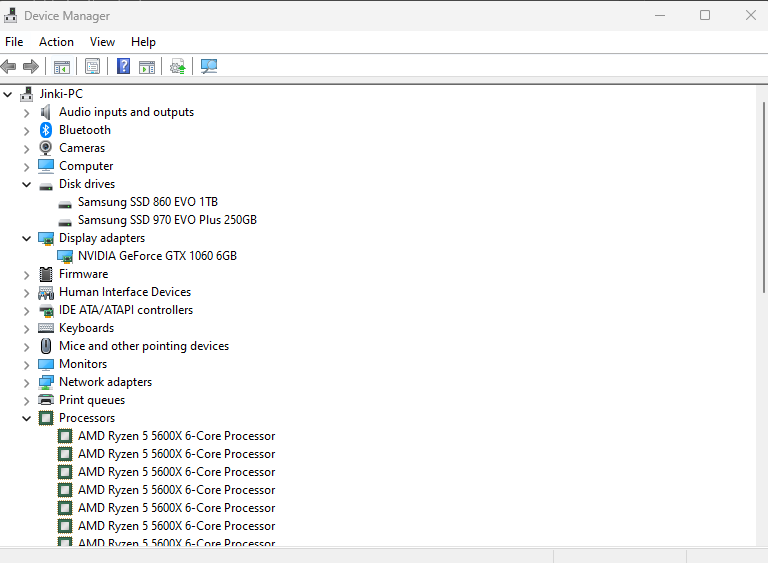 Device Manager
File Action View Help
Jinki-PC
Audio inputs and outputs
Bluetooth
Cameras
Computer
Disk drives
Samsung SSD 860 EVO 1TB
Samsung SSD 970 EVO Plus 250GB
Display adapters
NVIDIA GeForce GTX 1060 6GB
Firmware
Human Interface Devices
IDE ATA/ATAPI controllers
Keyboards
Mice and other pointing devices
Monitors
Network adapters
Print queues
Processors
AMD Ryzen 5 5600X 6-Core Processor
AMD Ryzen 5 5600X 6-Core Processor
AMD Ryzen 5 5600X 6-Core Processor
AMD Ryzen 5 5600X 6-Core Processor
AMD Ryzen 5 5600X 6-Core Processor
AMD Ryzen 5 5600X 6-Core Processor
AMD Ryzen 5 5600X 6-Core Processor